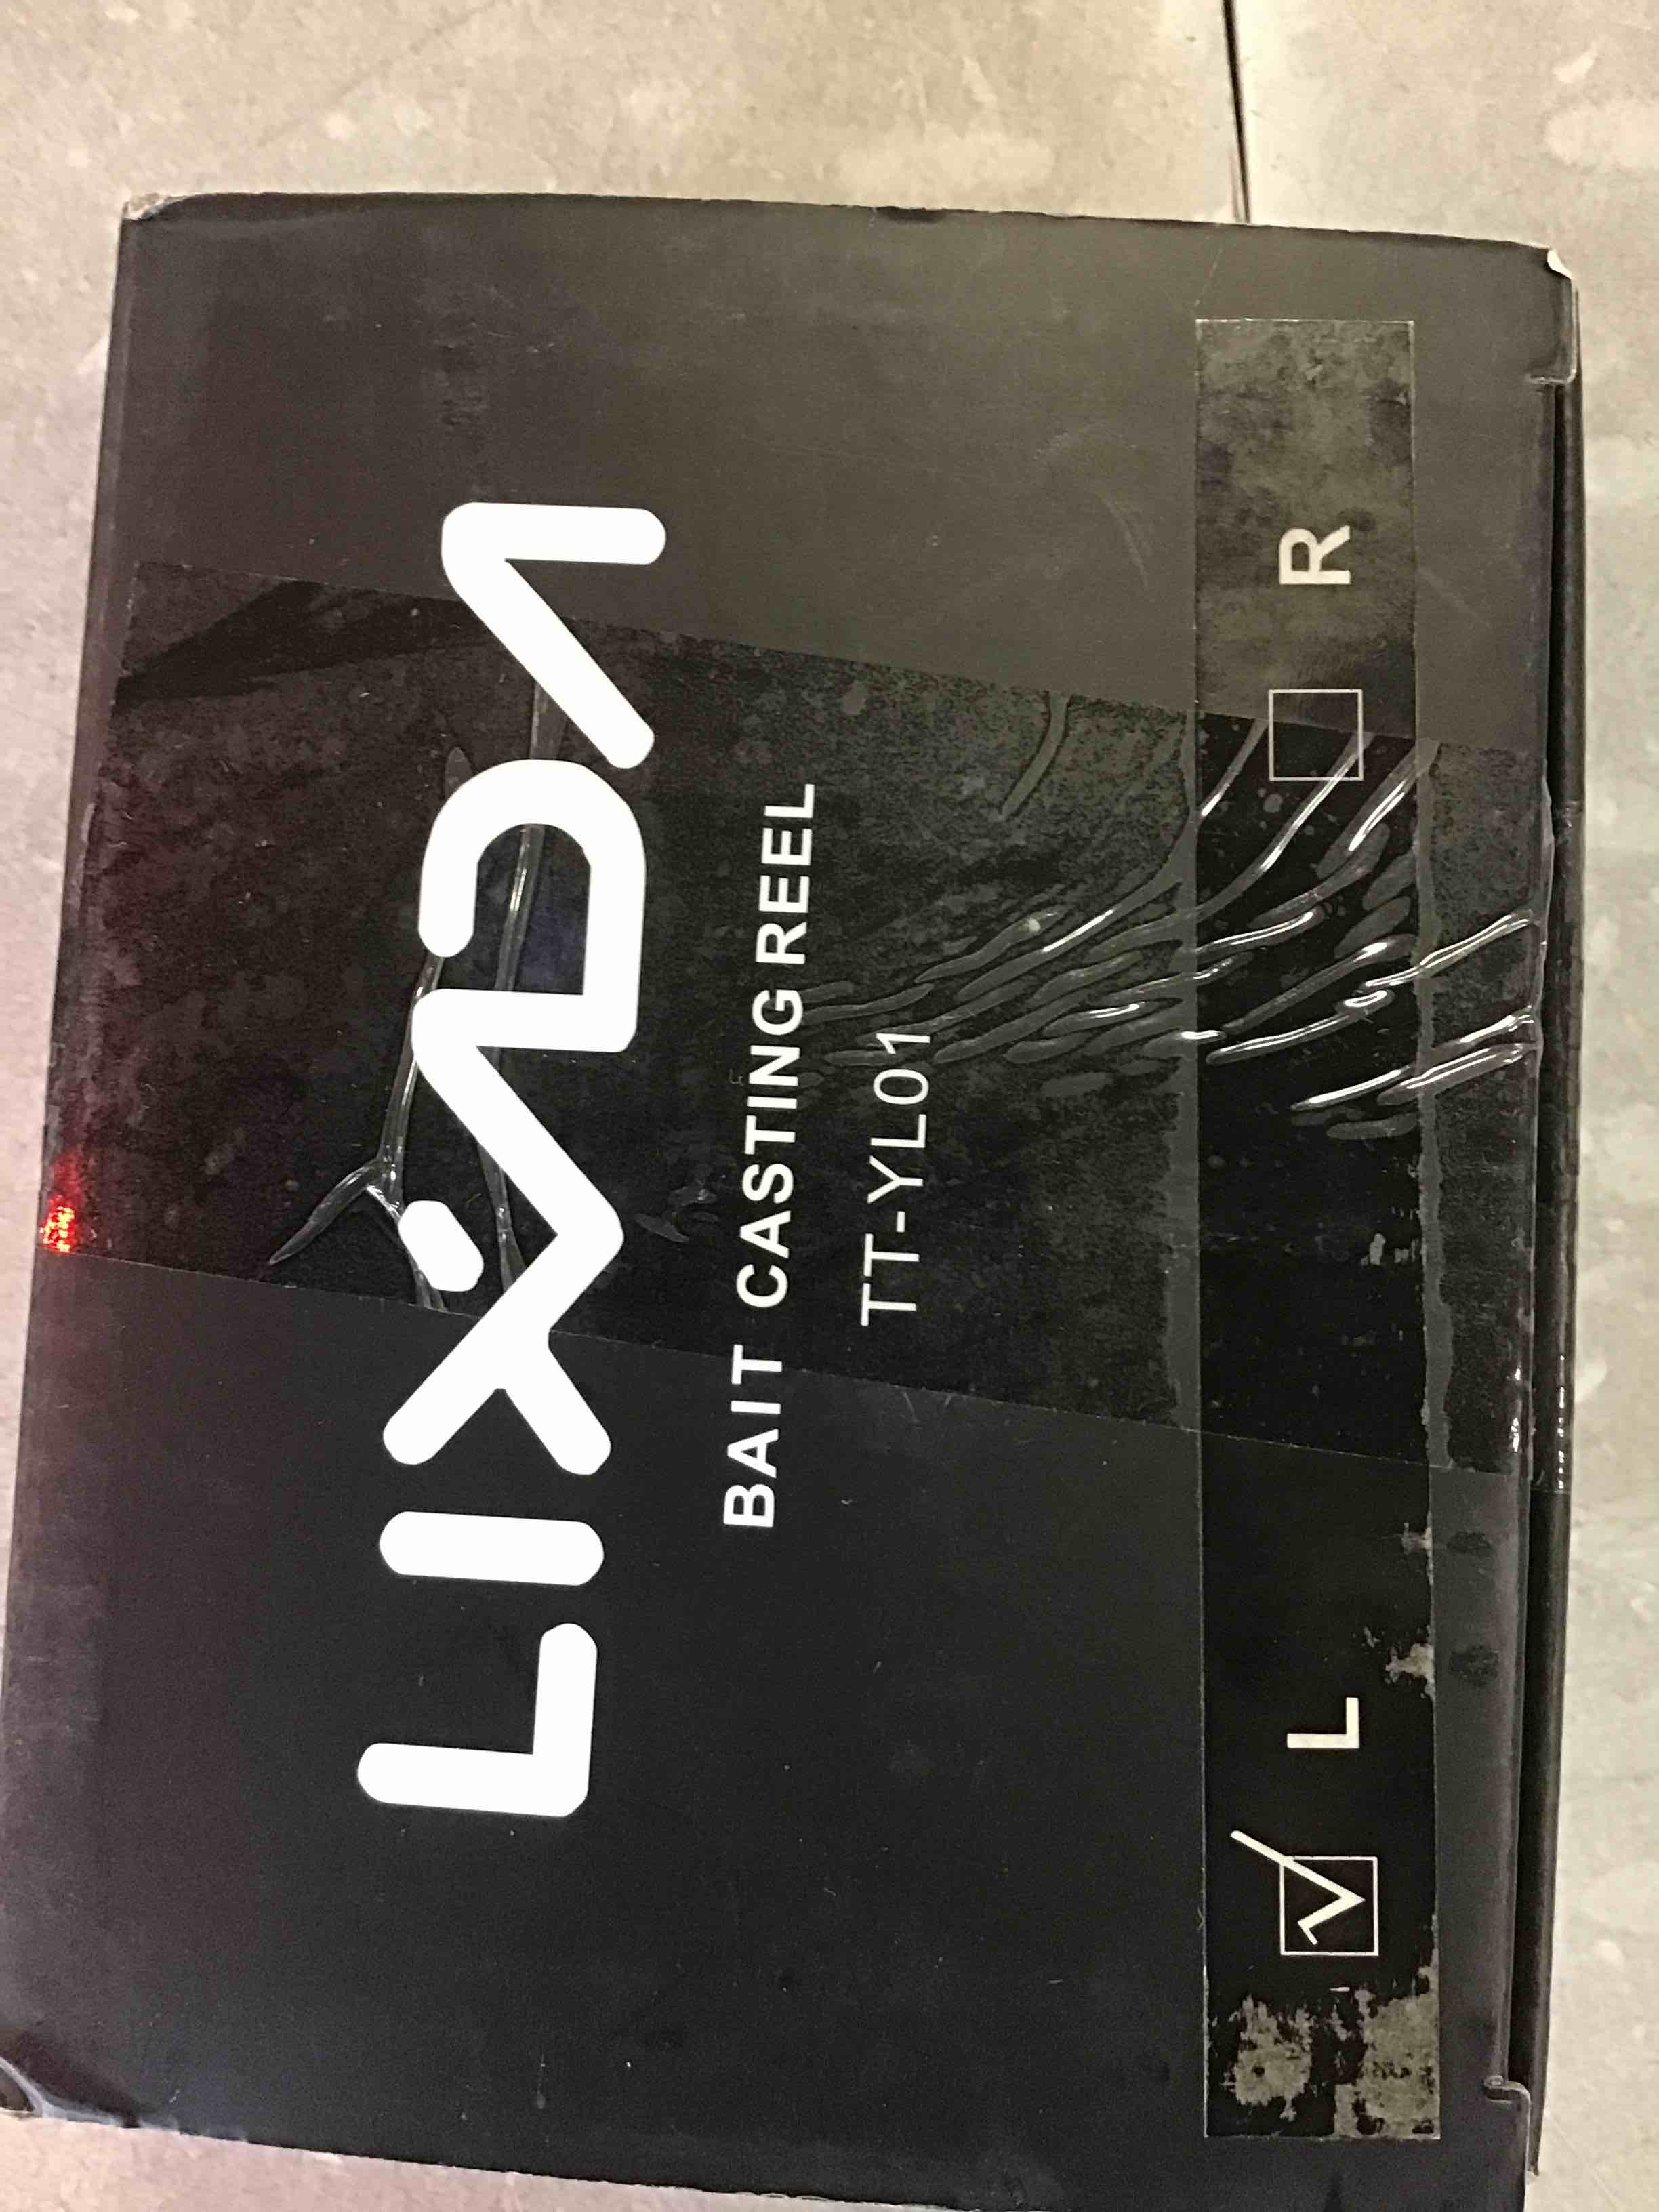 LIXADA
BAIT CASTING REEL
TT-YL01
L R